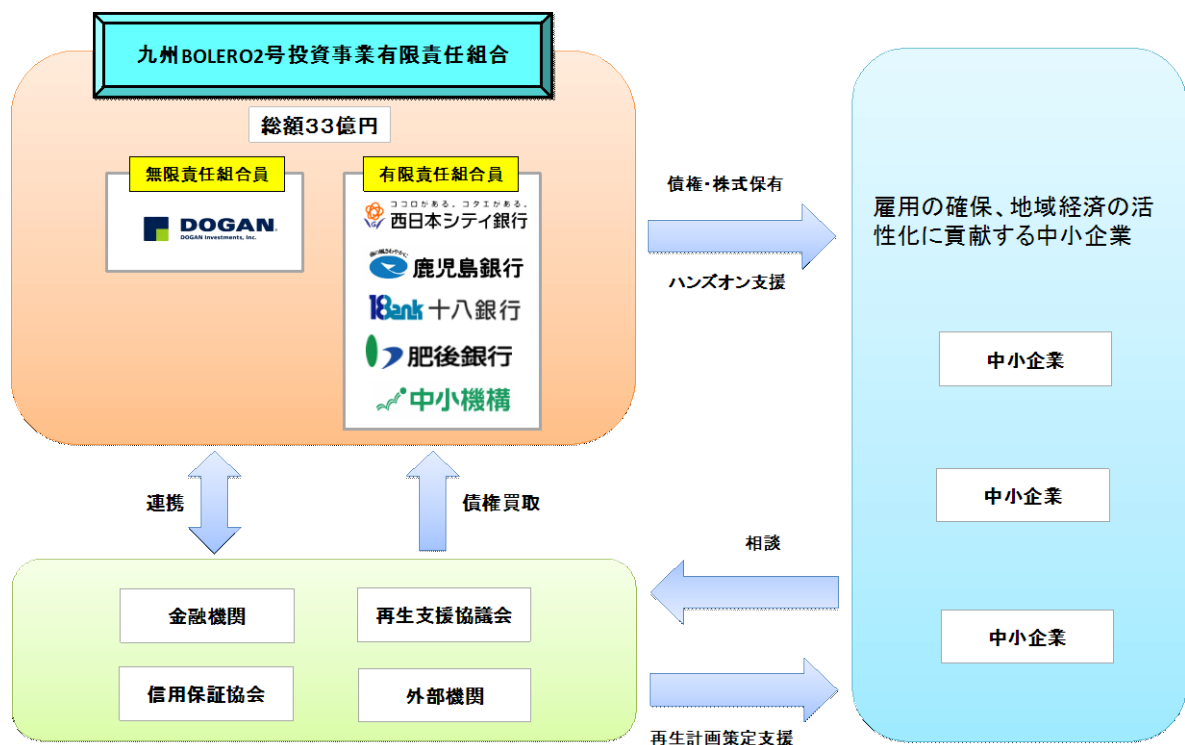 九州BOLERO2号投資事業有限責任組合
総額33億円
無限責任組合員
DOGAN
DOGAN Investments, Inc.
有限責任組合員
ココロがある。コタエがある。
西日本シティ銀行
鹿児島銀行
18Bank 十八銀行
肥後銀行
中小機構
債権・株式保有
ハンズオン支援
雇用の確保、地域経済の活
性化に貢献する中小企業
中小企業
中小企業
中小企業
連携
債権買取
相談
金融機関
再生支援協議会
信用保証協会
外部機関
再生計画策定支援